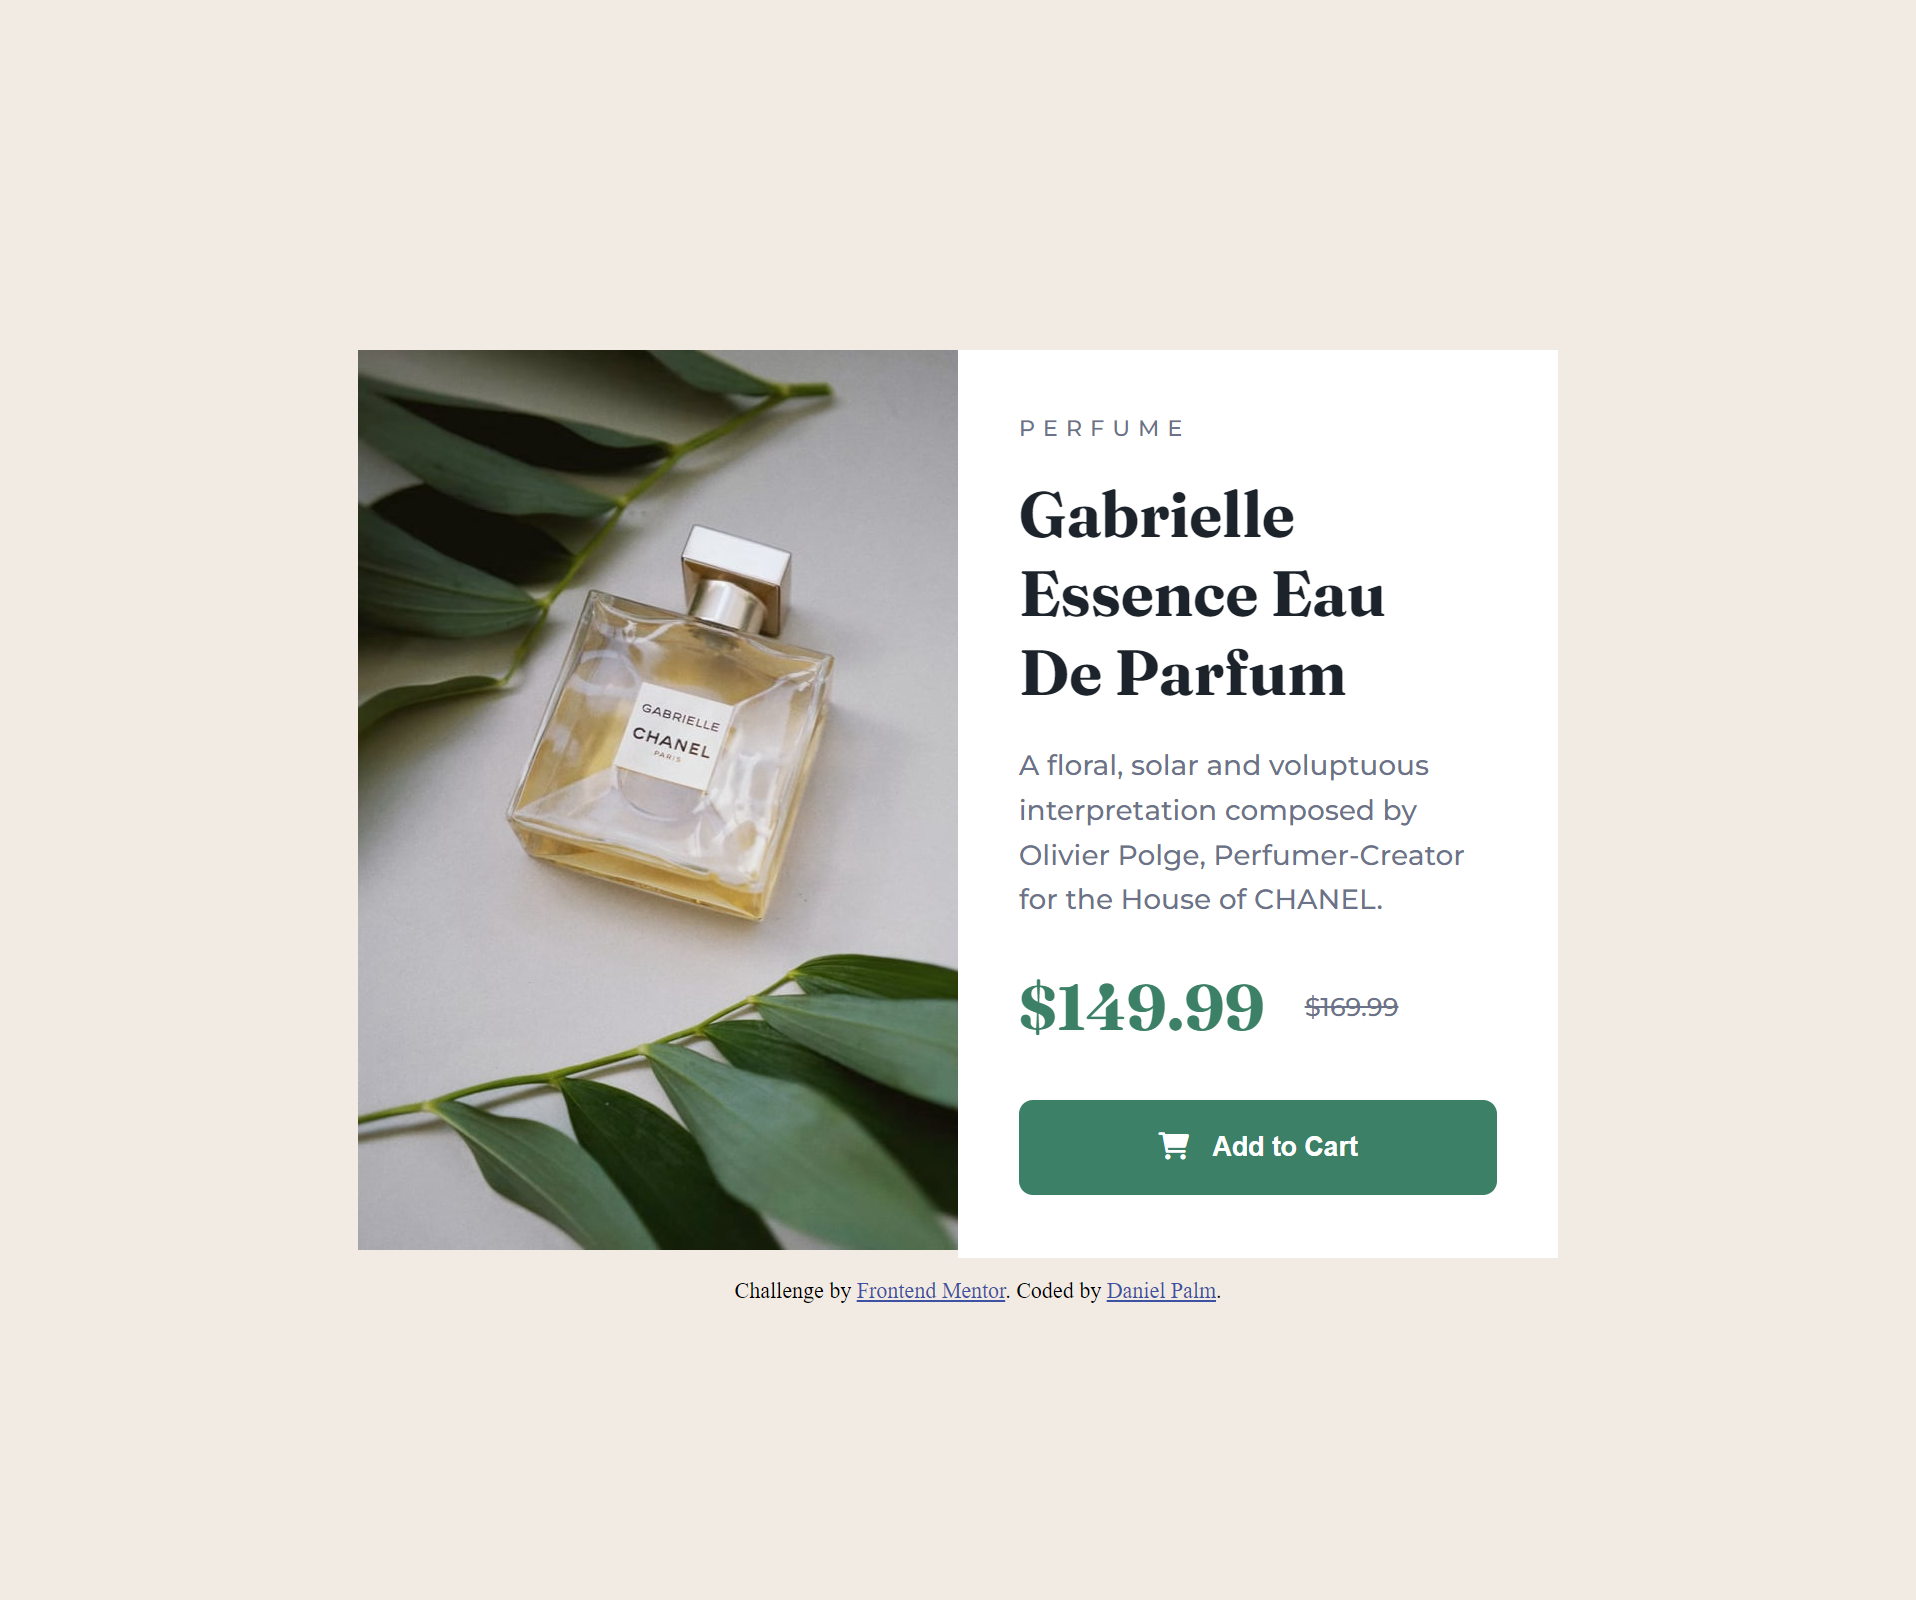 GABRIELLE
CHANEL
PARIS
PERFUME
Gabrielle
Essence Eau
De Parfum
A floral, solar and voluptuous
interpretation composed by
Olivier Polge, Perfumer-Creator
for the House of CHANEL.
$149.99 $169.99
Add to Cart
Challenge by Frontend Mentor. Coded by Daniel Palm.